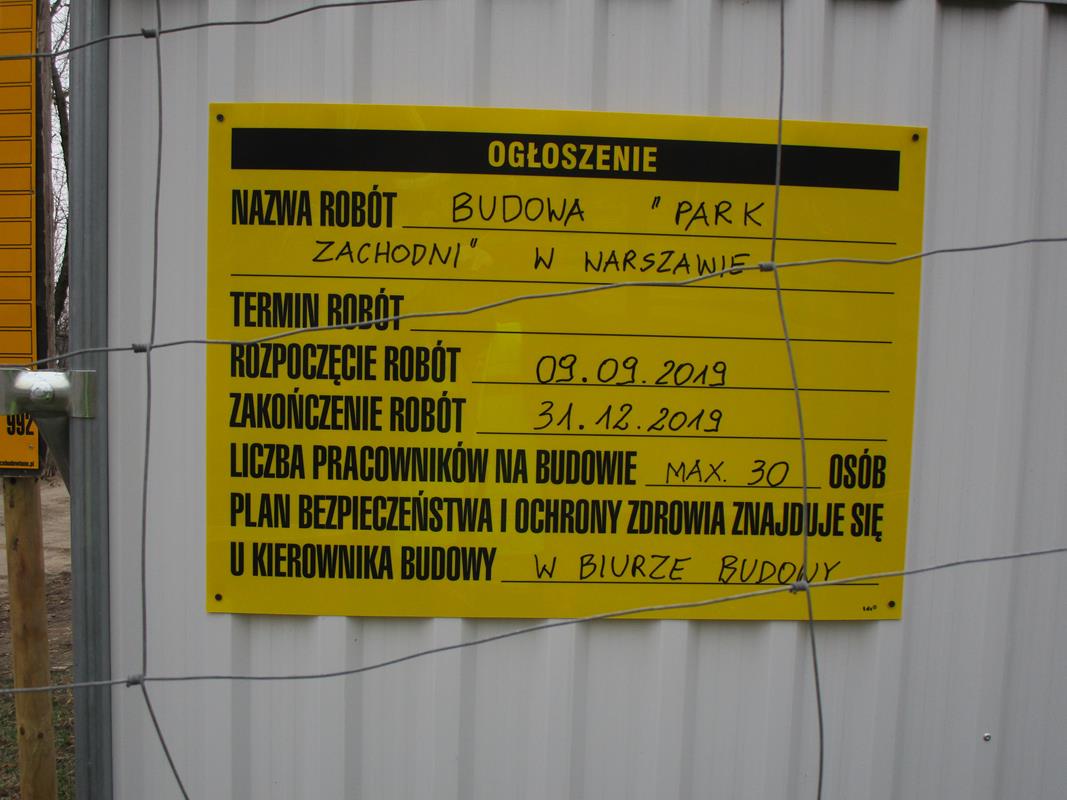 OGŁOSZENIE
NAZWA ROBÓT BUDOWA "PARK
ZACHODNI" W WARSZAWIE
TERMIN ROBÓT
ROZPOCZĘCIE ROBÓT 09.09.2019
ZAKOŃCZENIE ROBÓT 31.12.2019
LICZBA PRACOWNIKÓW NA BUDOWIE MAX. 30 OSÓB
PLAN BEZPIECZEŃSTWA I OCHRONY ZDROWIA ZNAJDUJE SIĘ
U KIEROWNIKA BUDOWY W BIURZE BUDOWY
992